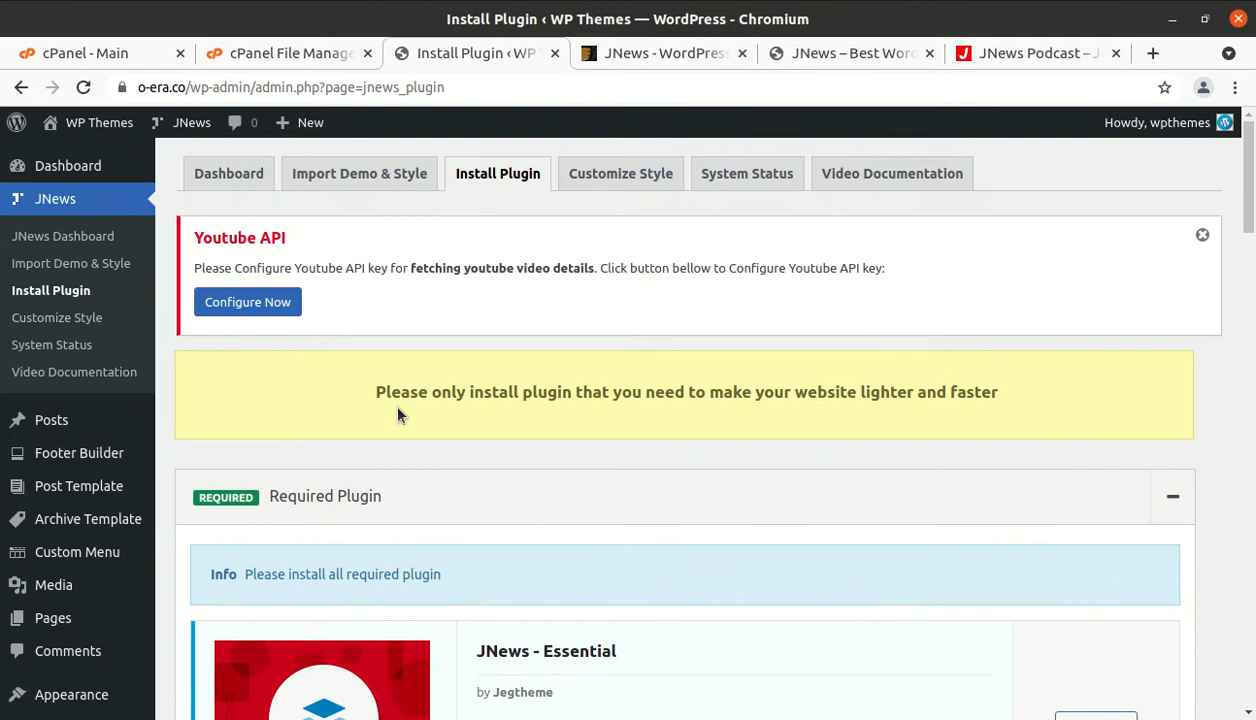 Install Plugin ‹ WP Themes — WordPress - Chromium
cPanel - Main
cPanel File Manage
Install Plugin ‹ WP
JNews - WordPress
JNews – Best Wor
JNews Podcast – J
o-era.co/wp-admin/admin.php?page=jnews_plugin
WP Themes
JNews
0
New
Howdy, wpthemes
Dashboard
JNews
JNews Dashboard
Import Demo & Style
Install Plugin
Customize Style
System Status
Video Documentation
Posts
Footer Builder
Post Template
Archive Template
Custom Menu
Media
Pages
Comments
Appearance
Dashboard
Import Demo & Style
Install Plugin
Customize Style
System Status
Video Documentation
Youtube API
Please Configure Youtube API key for fetching youtube video details. Click button bellow to Configure Youtube API key:
Configure Now
Please only install plugin that you need to make your website lighter and faster
REQUIRED Required Plugin
Info Please install all required plugin
JNews - Essential
by Jegtheme